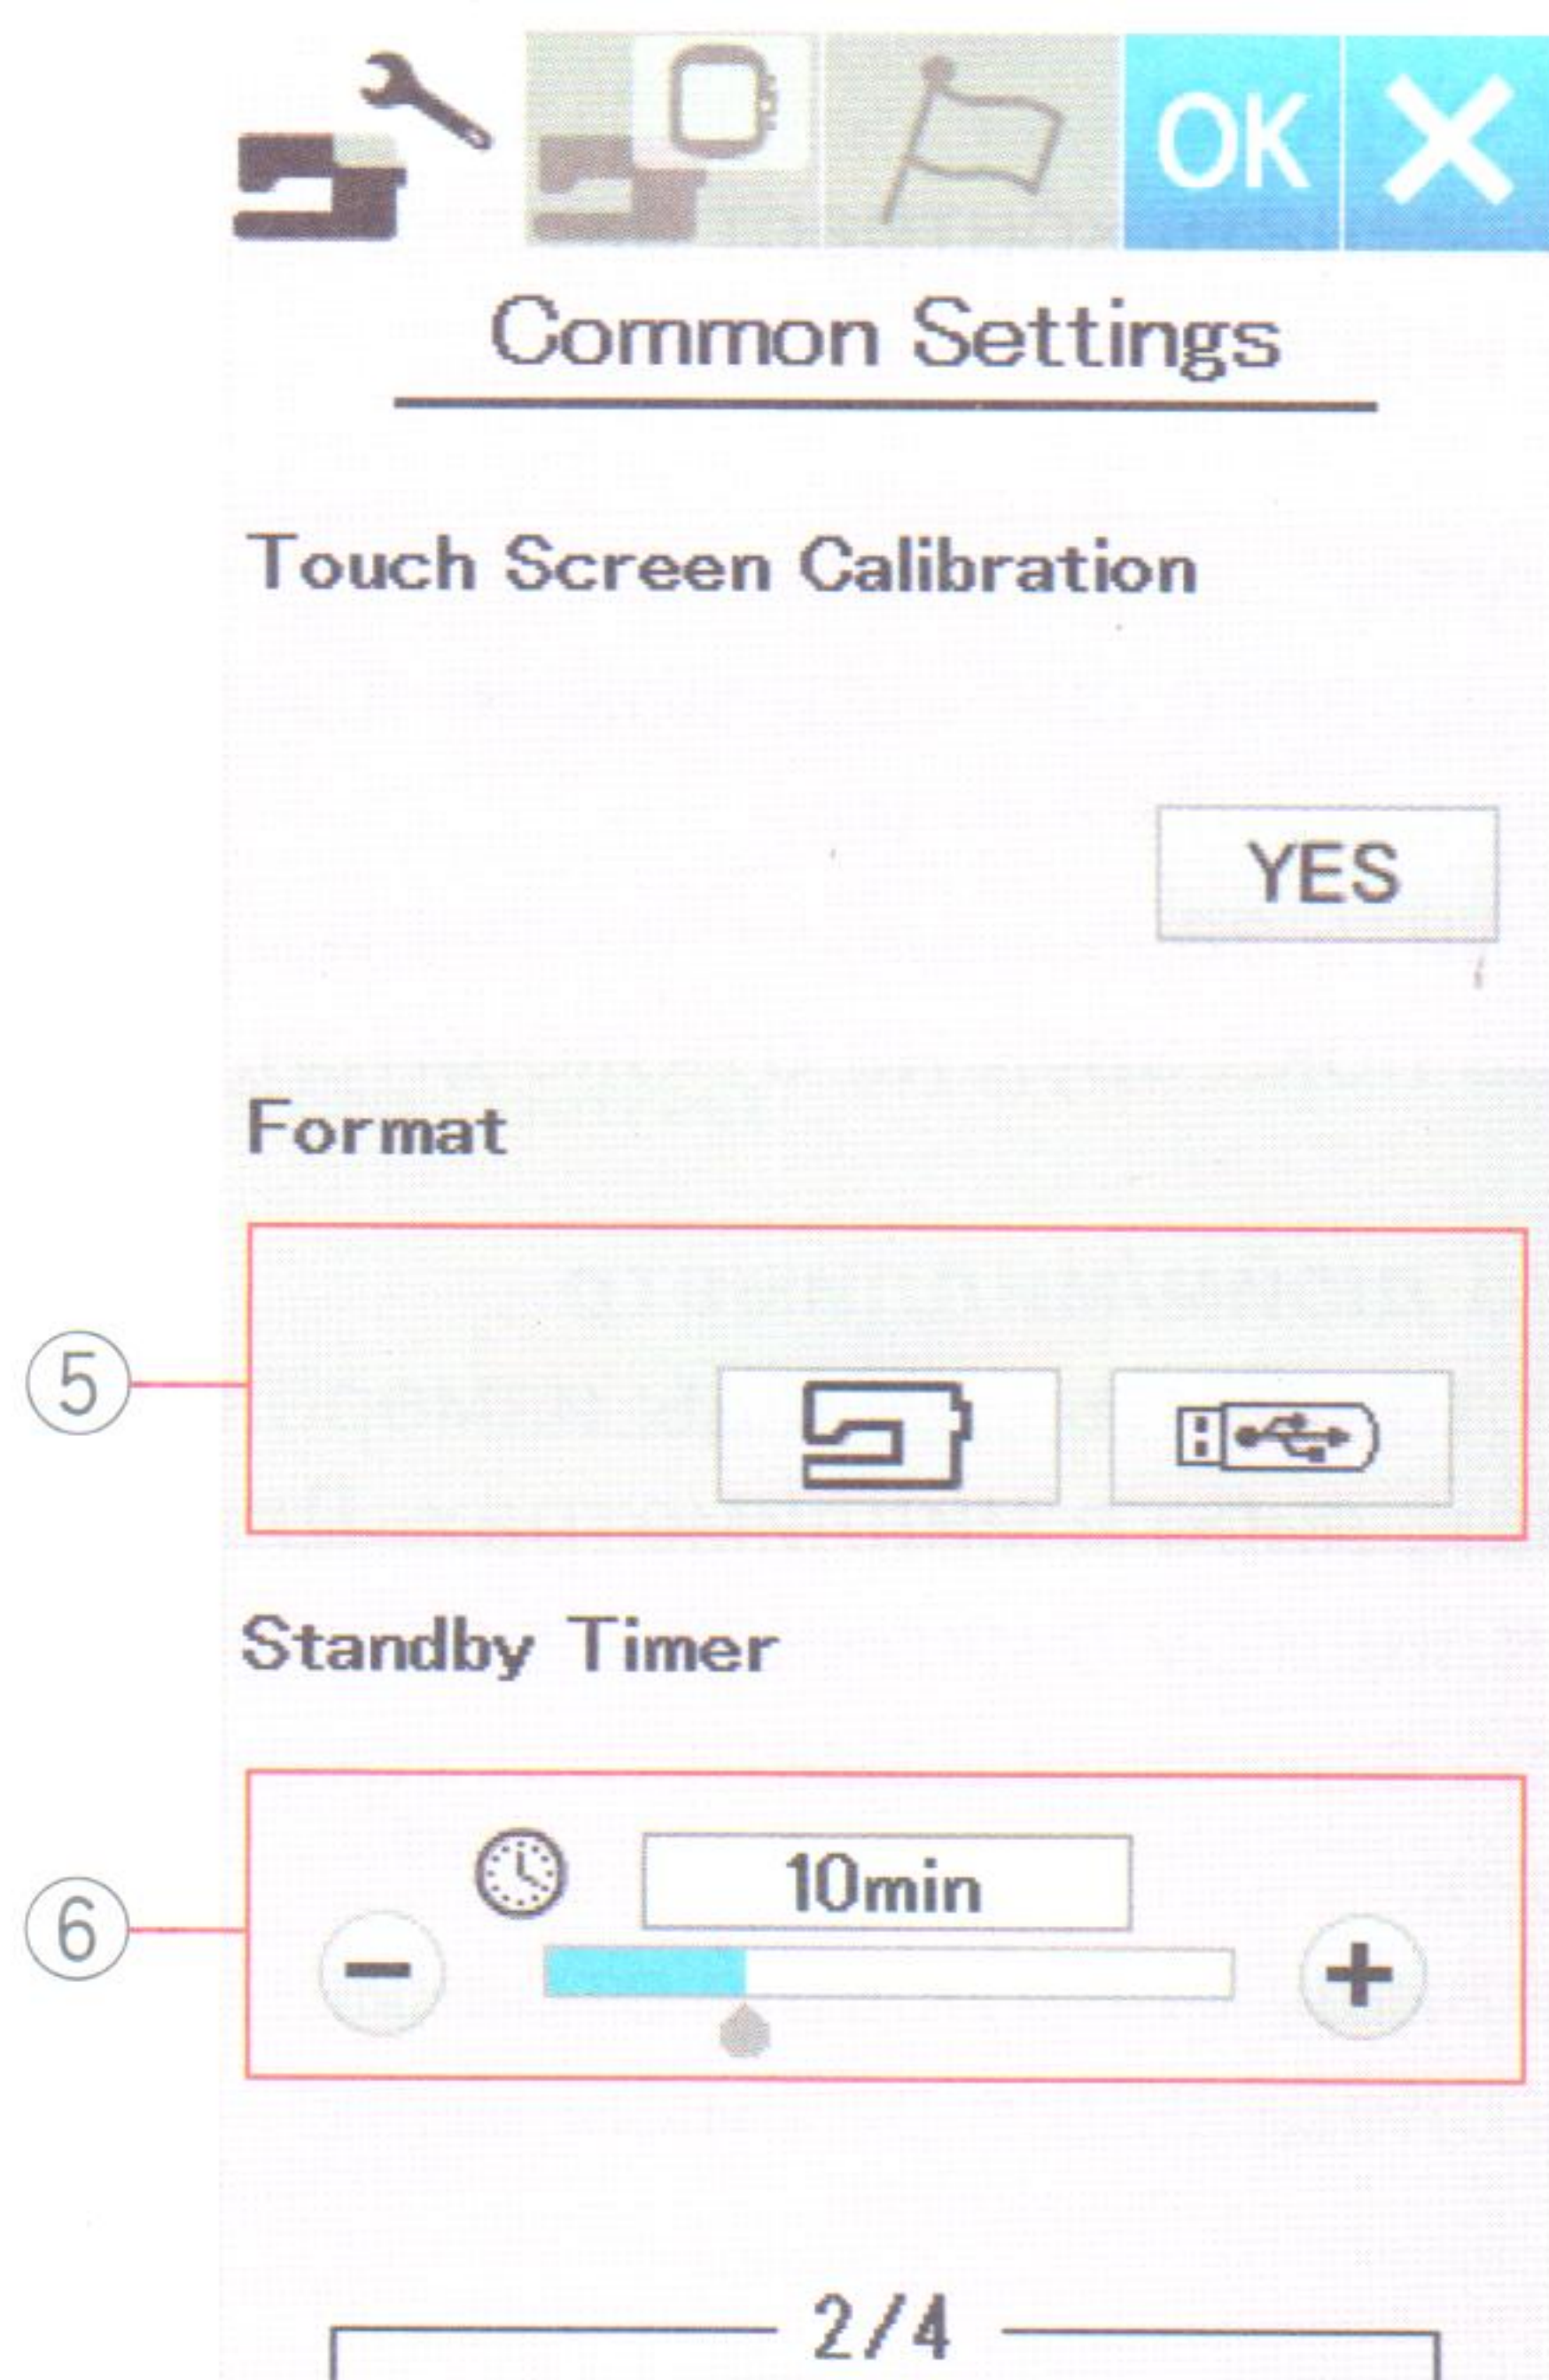 OK
Common Settings
Touch Screen Calibration
YES
Format
⑤
Standby Timer
⑥
10min
2/4